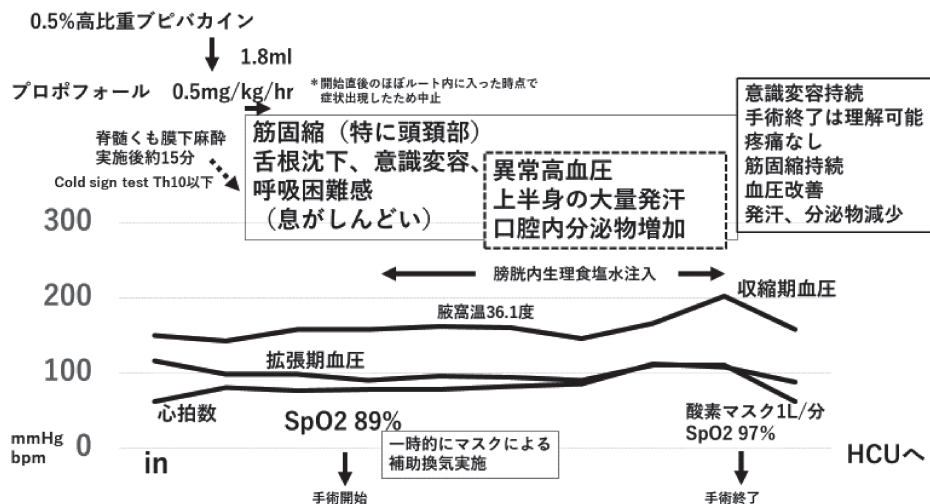 0.5%高比重ブピバカイン
1.8ml
プロポフォール 0.5mg/kg/hr
*開始直後のほぼルート内に入った時点で
症状出現したため中止
脊髄くも膜下麻酔
実施後約15分
Cold sign test Th10以下
筋固縮（特に頭頚部）
舌根沈下、意識変容、
呼吸困難感
（息がしんどい）
異常高血圧
上半身の大量発汗
口腔内分泌物増加
意識変容持続
手術終了は理解可能
疼痛なし
筋固縮持続
血圧改善
発汗、分泌物減少
300
膀胱内生理食塩水注入
200
収縮期血圧
腋窩温36.1度
100
拡張期血圧
心拍数
SpO2 89%
酸素マスク1L/分
SpO2 97%
mmHg
bpm
0
in
一時的にマスクによる
補助換気実施
HCUへ
手術開始
手術終了